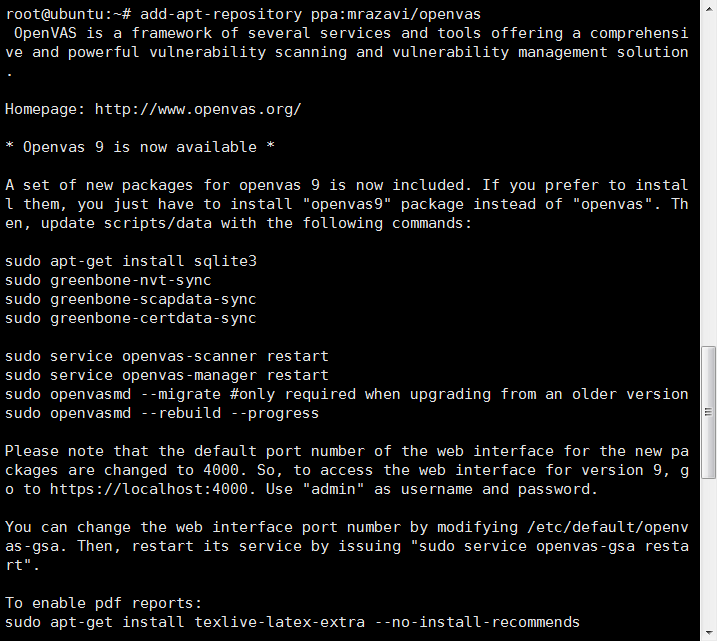 root@ubuntu:~# add-apt-repository ppa:mrazavi/openvas
 OpenVAS is a framework of several services and tools offering a comprehensi
ve and powerful vulnerability scanning and vulnerability management solution
.
Homepage: http://www.openvas.org/
* Openvas 9 is now available *
A set of new packages for openvas 9 is now included. If you prefer to instal
l them, you just have to install "openvas9" package instead of "openvas". Th
en, update scripts/data with the following commands:
sudo apt-get install sqlite3
sudo greenbone-nvt-sync
sudo greenbone-scapdata-sync
sudo greenbone-certdata-sync
sudo service openvas-scanner restart
sudo service openvas-manager restart
sudo openvasmd --migrate #only required when upgrading from an older version
sudo openvasmd --rebuild --progress
Please note that the default port number of the web interface for the new pa
ckages are changed to 4000. So, to access the web interface for version 9, g
o to https://localhost:4000. Use "admin" as username and password.
You can change the web interface port number by modifying /etc/default/openv
as-gsa. Then, restart its service by issuing "sudo service openvas-gsa resta
rt".
To enable pdf reports:
sudo apt-get install texlive-latex-extra --no-install-recommends